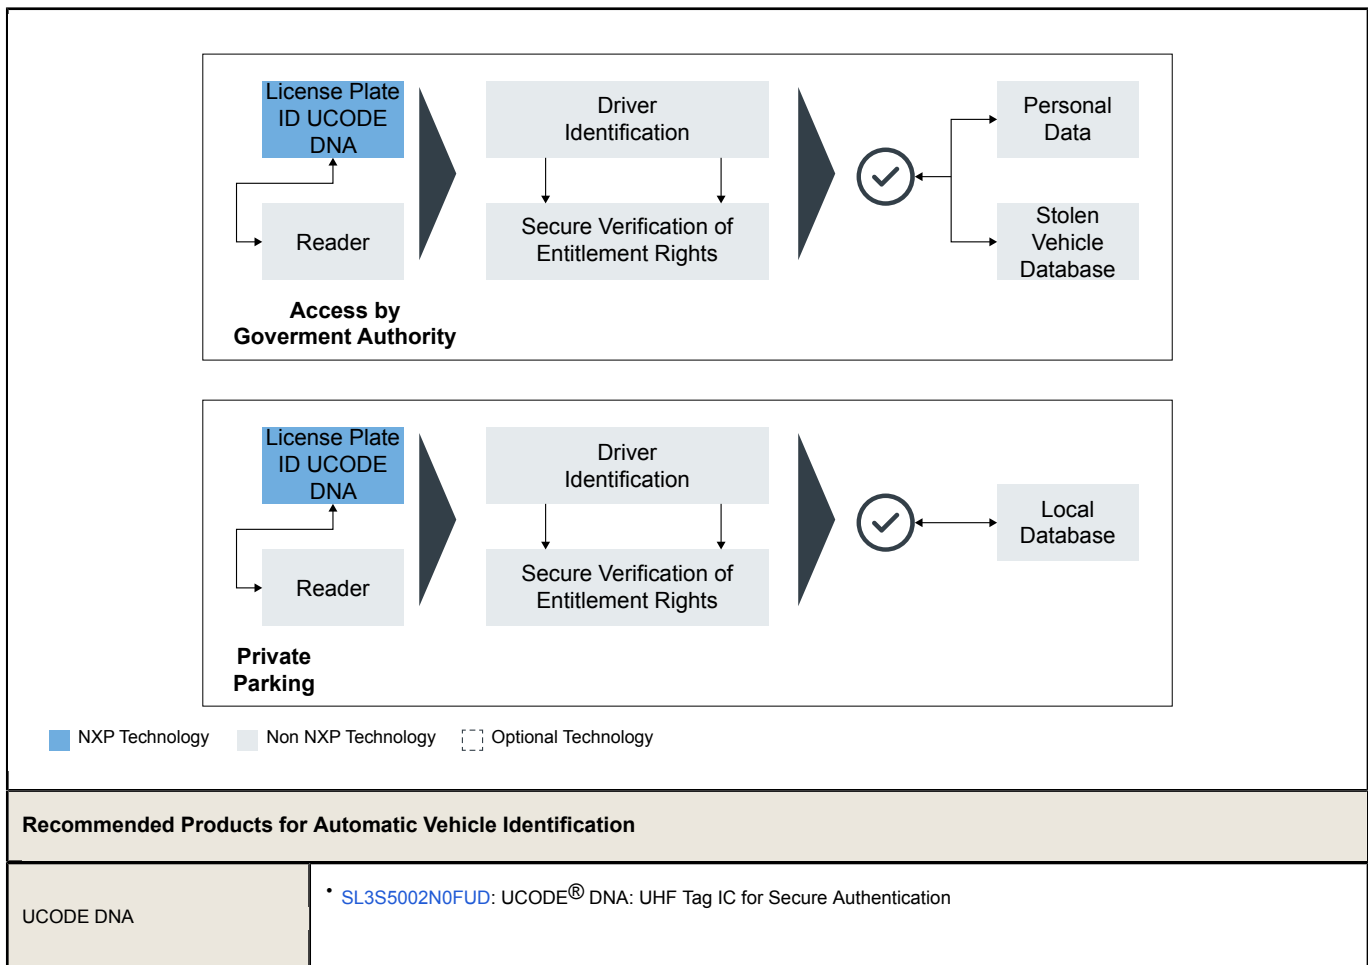 License Plate
ID UCODE
DNA
Reader
Access by
Goverment Authority
Driver
Identification
Secure Verification of
Entitlement Rights
Personal
Data
Stolen
Vehicle
Database
License Plate
ID UCODE
DNA
Reader
Private
Parking
Driver
Identification
Secure Verification of
Entitlement Rights
Local
Database
NXP Technology
Non NXP Technology
Optional Technology
Recommended Products for Automatic Vehicle Identification
UCODE DNA
• SL3S5002N0FUD: UCODE® DNA: UHF Tag IC for Secure Authentication